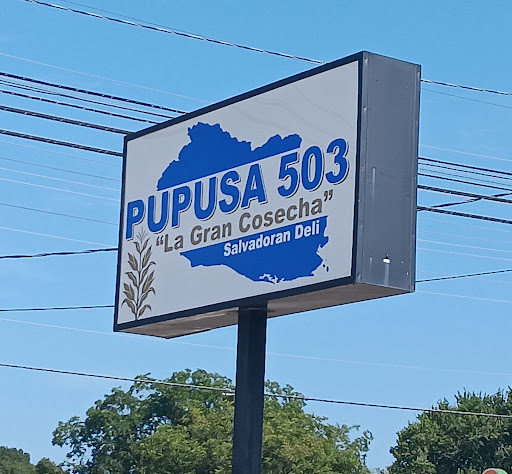 PUPUSA 503
"La Gran Cosecha"
Salvadoran Deli